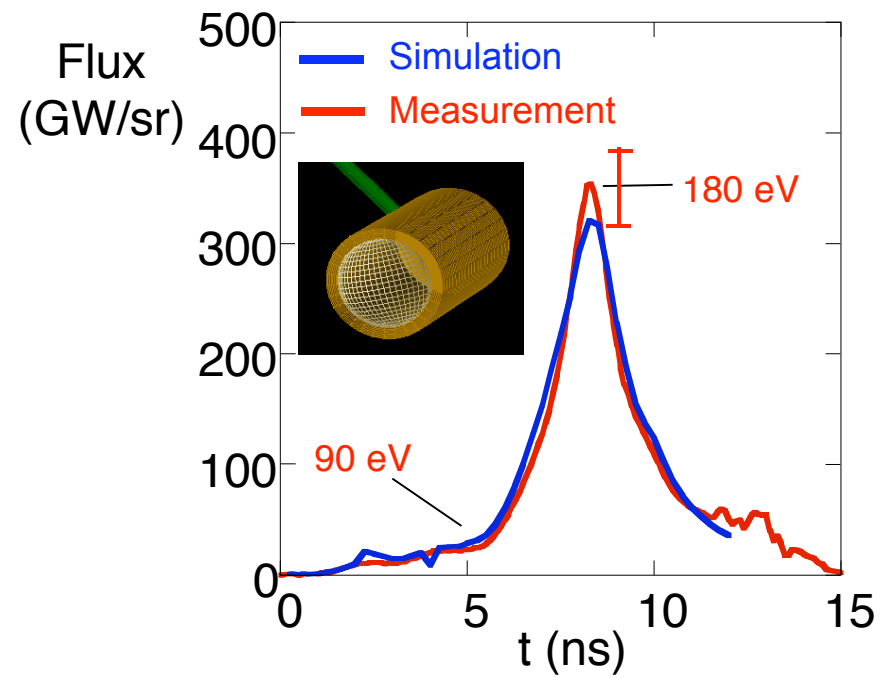 Flux
(GW/sr)
500
400
300
200
100
0
Simulation
Measurement
180 eV
90 eV
0
5
10
15
t (ns)